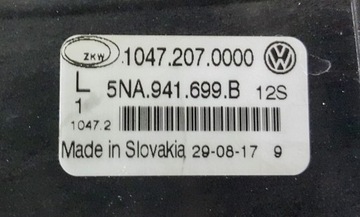 ZKW 1047.207.0000
L 5NA.941.699.B 12S
1
1047.2
Made in Slovakia 29-08-17 9